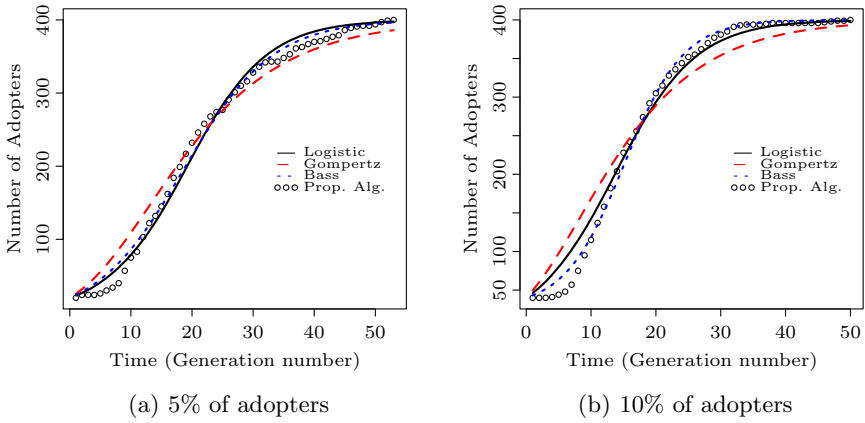 Number of Adopters
400
300
200
100
Logistic
Gompertz
Bass
Prop. Alg.
0 10 20 30 40 50
Time (Generation number)
(a) 5% of adopters
Number of Adopters
400
300
200
100
50
Logistic
Gompertz
Bass
Prop. Alg.
0 10 20 30 40 50
Time (Generation number)
(b) 10% of adopters